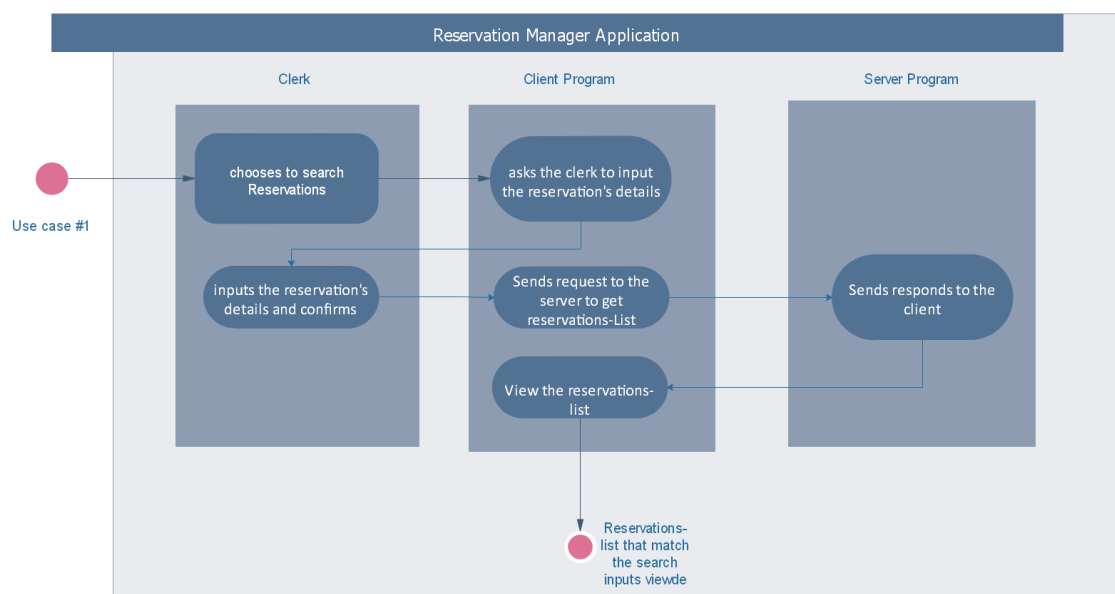 Reservation Manager Application
Clerk
Client Program
Server Program
chooses to search
Reservations
asks the clerk to input
the reservation's details
Use case #1
inputs the reservation's
details and confirms
Sends request to the
server to get
reservations-List
Sends responds to the
client
View the reservations-
list
Reservations-
list that match
the search
inputs viewde